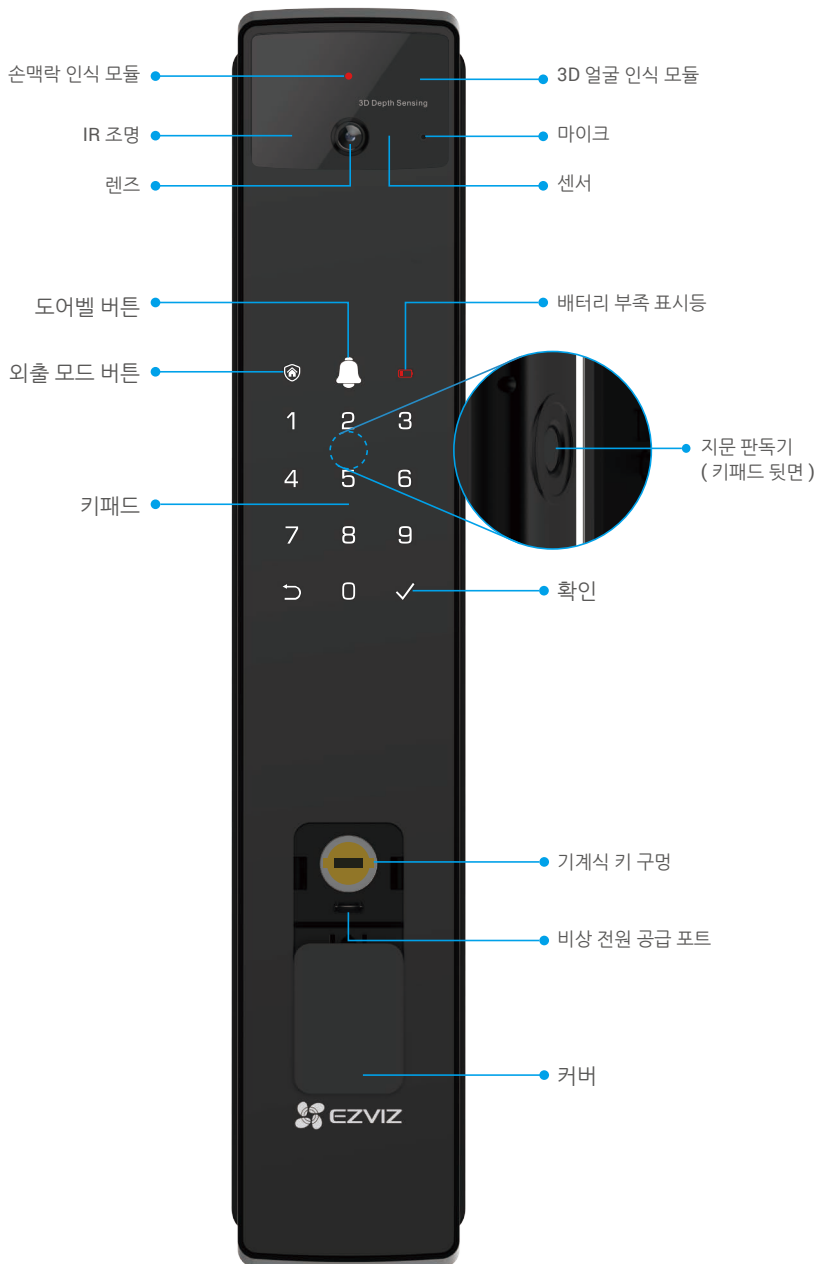 손맥락 인식 모듈
3D 얼굴 인식 모듈
3D Depth Sensing
IR 조명
마이크
렌즈
센서
도어벨 버튼
배터리 부족 표시등
외출 모드 버튼
1 2 3
지문 판독기
( 키패드 뒷면 )
4 5 6
키패드
7 8 9
0
확인
기계식 키 구멍
비상 전원 공급 포트
커버
EZVIZ